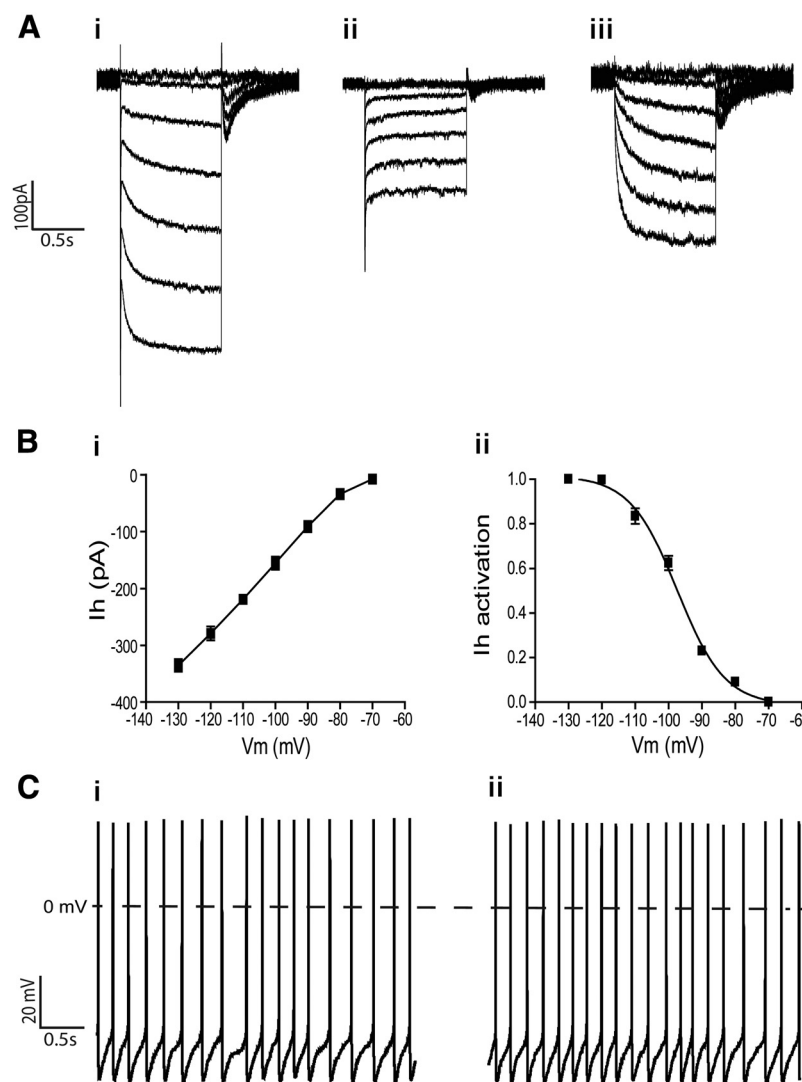 A
i
ii
iii
100pA
0.5s
B
i
ii
Ih (pA)
0
-100
-200
-300
-400
-140 -130 -120 -110 -100 -90 -80 -70 -60
Vm (mV)
Ih activation
1.0
0.8
0.6
0.4
0.2
0.0
-140 -130 -120 -110 -100 -90 -80 -70 -60
Vm (mV)
C
i
ii
0 mV
20 mV
0.5s